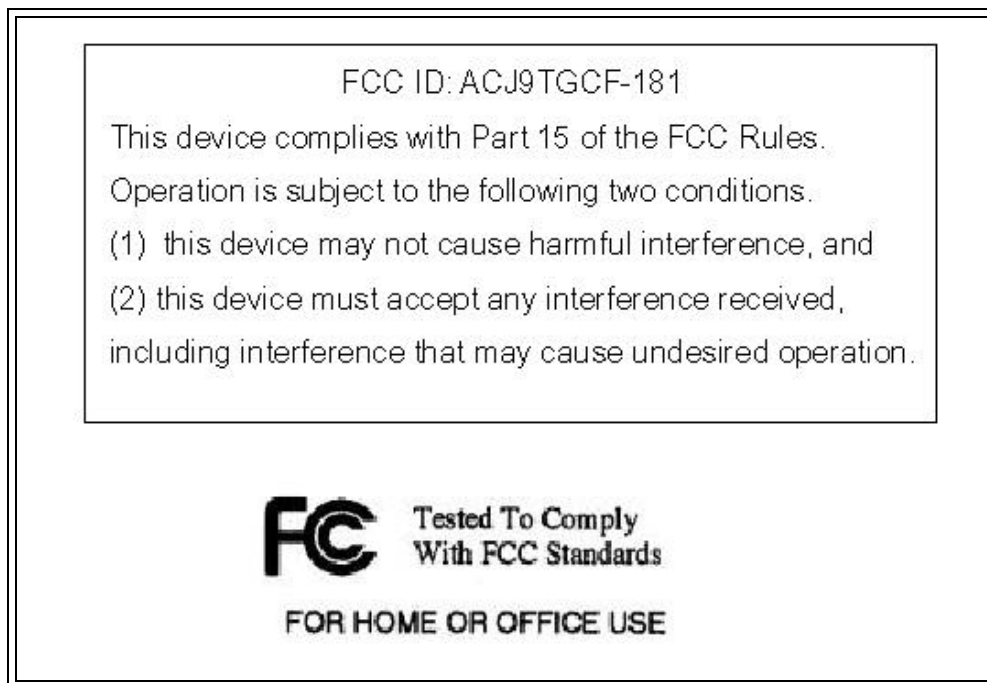 FCC ID: ACJ9TGCF-181
This device complies with Part 15 of the FCC Rules.
Operation is subject to the following two conditions.
(1) this device may not cause harmful interference, and
(2) this device must accept any interference received,
including interference that may cause undesired operation.
FC Tested To Comply
With FCC Standards
FOR HOME OR OFFICE USE